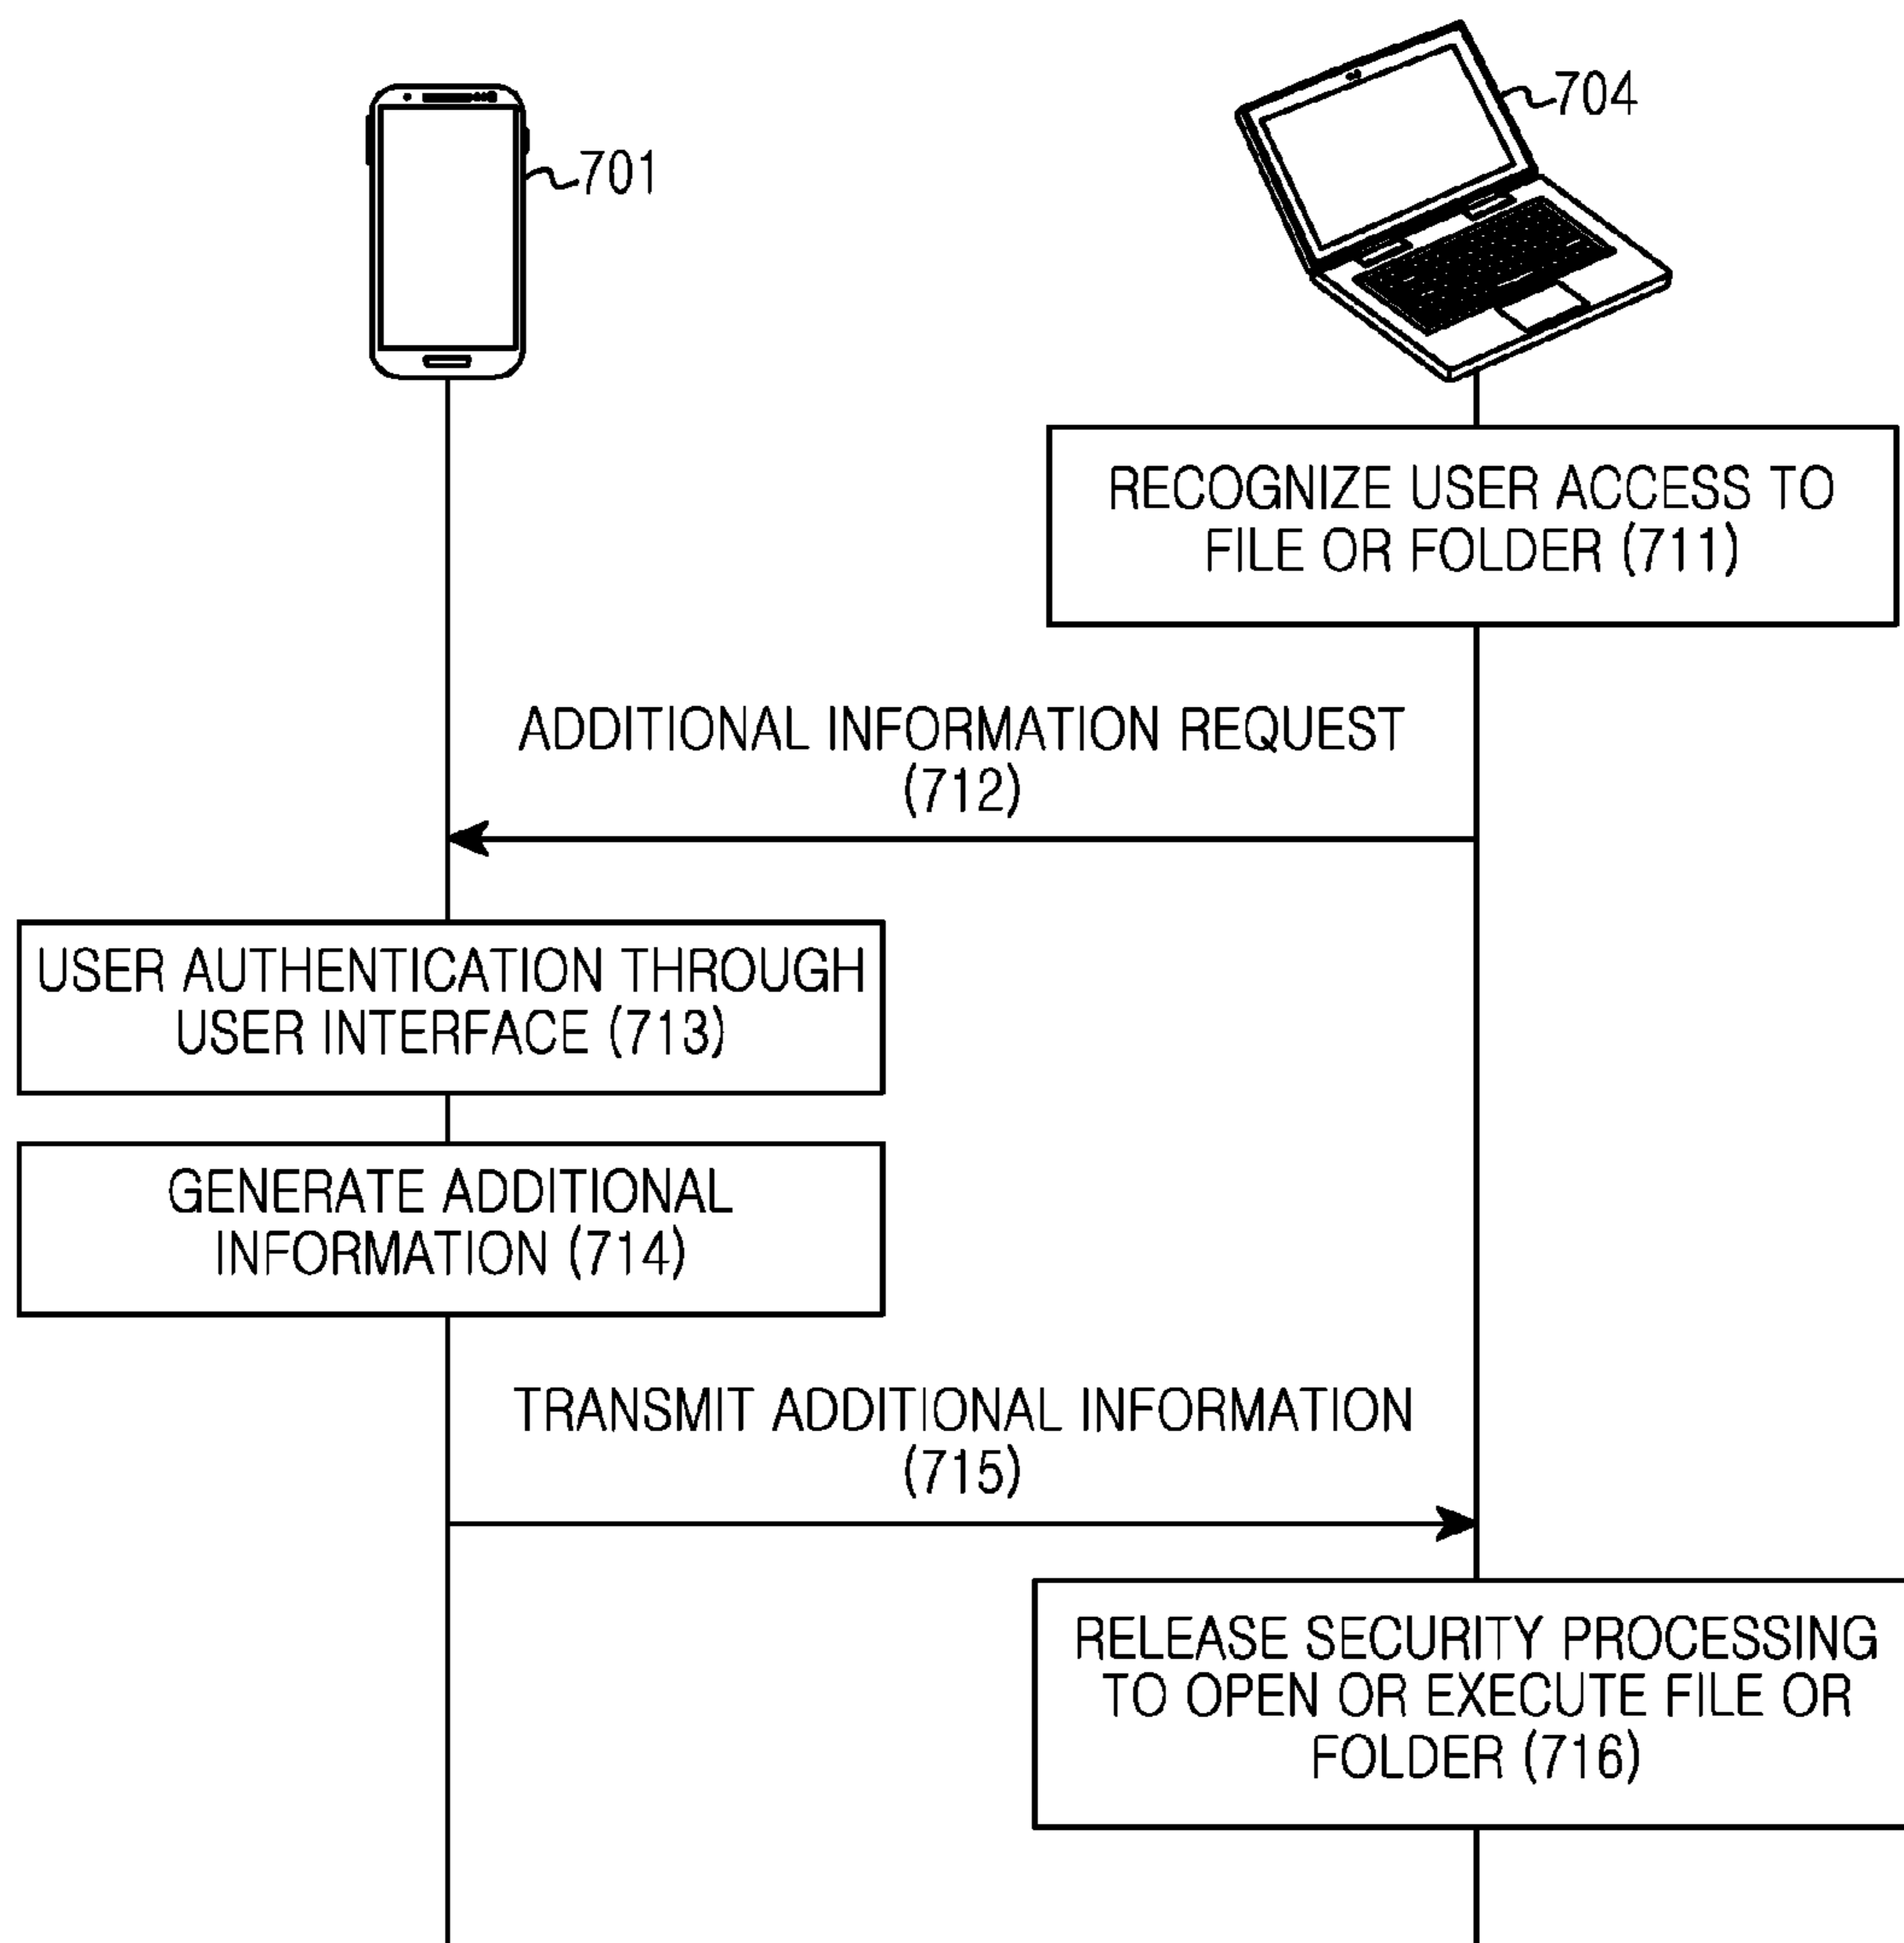 701
704
RECOGNIZE USER ACCESS TO
FILE OR FOLDER (711)
ADDITIONAL INFORMATION REQUEST
(712)
USER AUTHENTICATION THROUGH
USER INTERFACE (713)
GENERATE ADDITIONAL
INFORMATION (714)
TRANSMIT ADDITIONAL INFORMATION
(715)
RELEASE SECURITY PROCESSING
TO OPEN OR EXECUTE FILE OR
FOLDER (716)